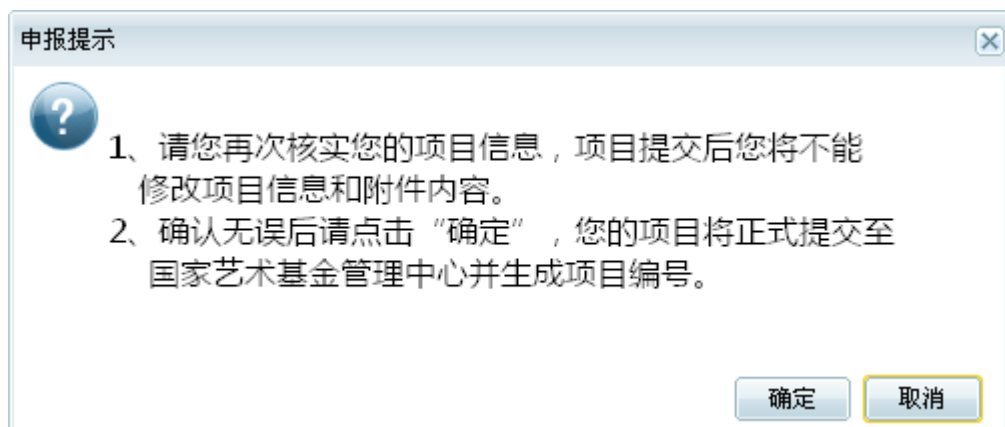 申报提示
1、请您再次核实您的项目信息，项目提交后您将不能
修改项目信息和附件内容。
2、确认无误后请点击“确定”，您的项目将正式提交至
国家艺术基金管理中心并生成项目编号。
确定 取消